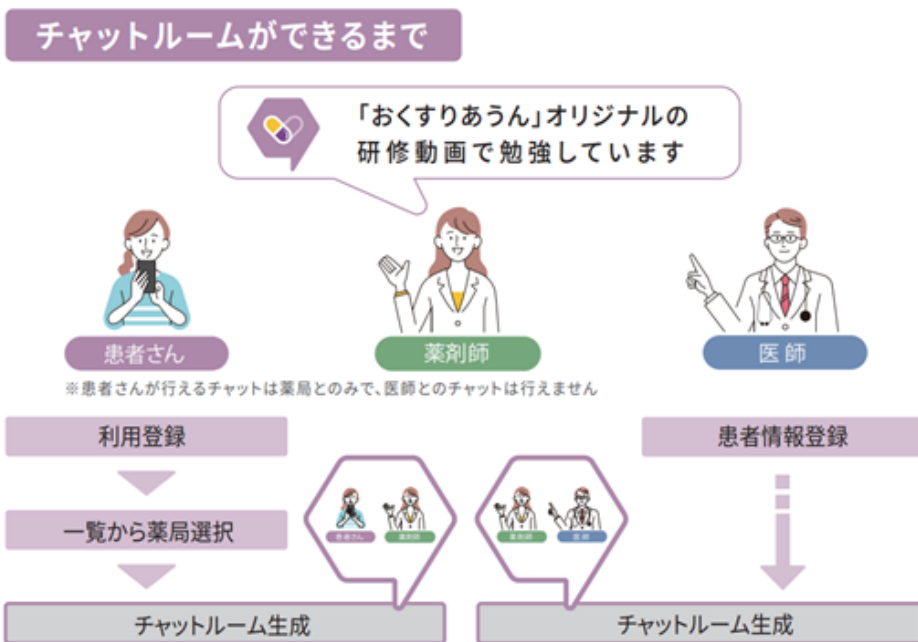 チャットルームができるまで
「おくすりあうん」オリジナルの
研修動画で勉強しています
患者さん
薬剤師
医師
※患者さんが行えるチャットは薬局とのみで、医師とのチャットは行えません
利用登録
患者情報登録
一覧から薬局選択
患者さん
薬剤師
薬剤師
医師
チャットルーム生成
チャットルーム生成